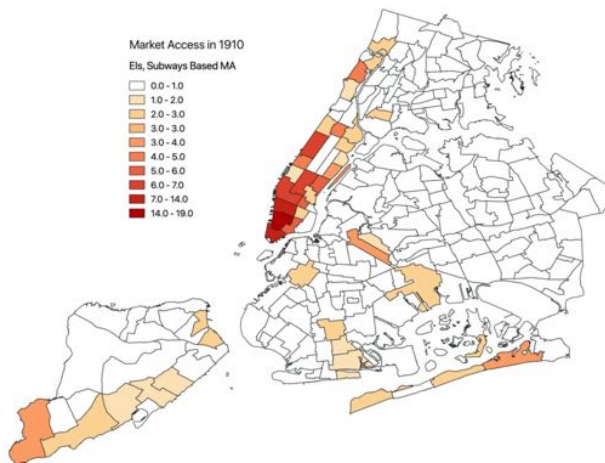 Market Access in 1910
Els, Subways Based MA
0.0 - 1.0
1.0 - 2.0
2.0 - 3.0
3.0 - 3.0
3.0 - 4.0
4.0 - 5.0
5.0 - 6.0
6.0 - 7.0
7.0 - 14.0
14.0 - 19.0